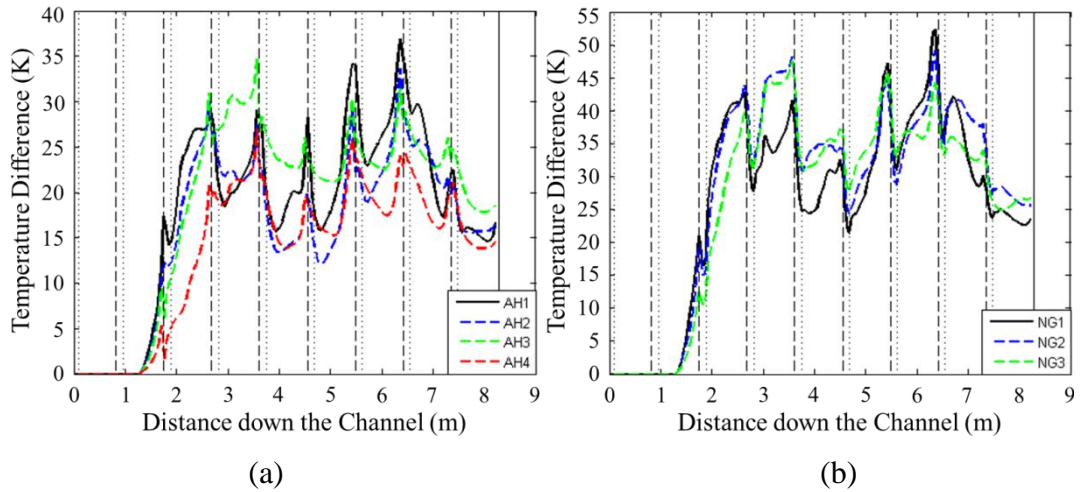 40
35
30
25
20
15
10
5
0
Temperature Difference (K)
0 1 2 3 4 5 6 7 8 9
Distance down the Channel (m)
AH1
AH2
AH3
AH4
(a)
55
50
45
40
35
30
25
20
15
10
5
0
Temperature Difference (K)
0 1 2 3 4 5 6 7 8 9
Distance down the Channel (m)
NG1
NG2
NG3
(b)